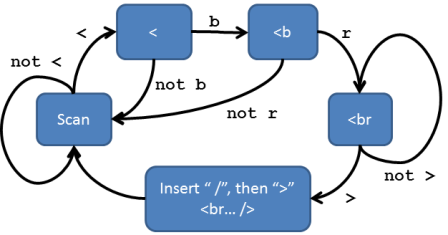 <
b
<
<b
r
not <
not b
Scan
not r
<br
not >
Insert “ /”, then “>”
<br... />
>